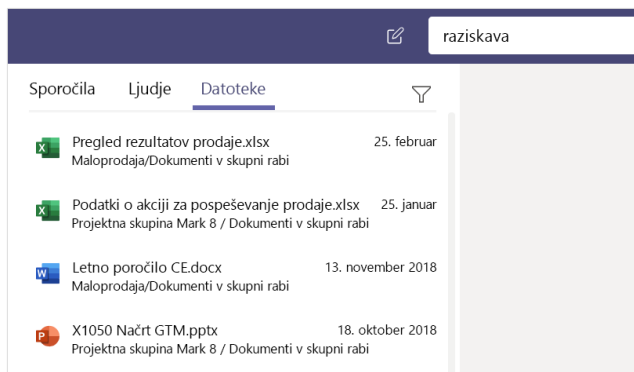 raziskava
Sporočila Ljudje Datoteke
Pregled rezultatov prodaje.xlsx 25. februar
Maloprodaja/Dokumenti v skupni rabi
Podatki o akciji za pospeševanje prodaje.xlsx 25. januar
Projektna skupina Mark 8 / Dokumenti v skupni rabi
Letno poročilo CE.docx 13. november 2018
Maloprodaja/Dokumenti v skupni rabi
X1050 Načrt GTM.pptx 18. oktober 2018
Projektna skupina Mark 8 / Dokumenti v skupni rabi